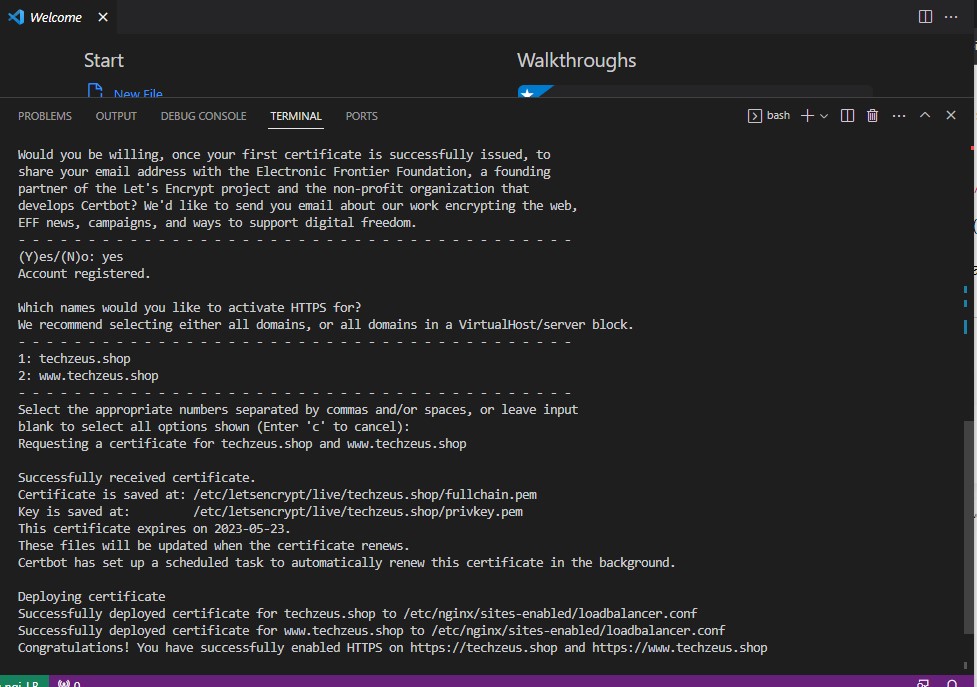 Welcome
Start
Walkthroughs
New File
PROBLEMS OUTPUT DEBUG CONSOLE TERMINAL PORTS bash
Would you be willing, once your first certificate is successfully issued, to
share your email address with the Electronic Frontier Foundation, a founding
partner of the Let's Encrypt project and the non-profit organization that
develops Certbot? We'd like to send you email about our work encrypting the web,
EFF news, campaigns, and ways to support digital freedom.
- - - - - - - - - - - - - - - - - - - - - - - - - - - - - - - - - - - - - - - -
(Y)es/(N)o: yes
Account registered.
Which names would you like to activate HTTPS for?
We recommend selecting either all domains, or all domains in a VirtualHost/server block.
- - - - - - - - - - - - - - - - - - - - - - - - - - - - - - - - - - - - - - - -
1: techzeus.shop
2: www.techzeus.shop
- - - - - - - - - - - - - - - - - - - - - - - - - - - - - - - - - - - - - - - -
Select the appropriate numbers separated by commas and/or spaces, or leave input
blank to select all options shown (Enter 'c' to cancel):
Requesting a certificate for techzeus.shop and www.techzeus.shop
Successfully received certificate.
Certificate is saved at: /etc/letsencrypt/live/techzeus.shop/fullchain.pem
Key is saved at: /etc/letsencrypt/live/techzeus.shop/privkey.pem
This certificate expires on 2023-05-23.
These files will be updated when the certificate renews.
Certbot has set up a scheduled task to automatically renew this certificate in the background.
Deploying certificate
Successfully deployed certificate for techzeus.shop to /etc/nginx/sites-enabled/loadbalancer.conf
Successfully deployed certificate for www.techzeus.shop to /etc/nginx/sites-enabled/loadbalancer.conf
Congratulations! You have successfully enabled HTTPS on https://techzeus.shop and https://www.techzeus.shop
0